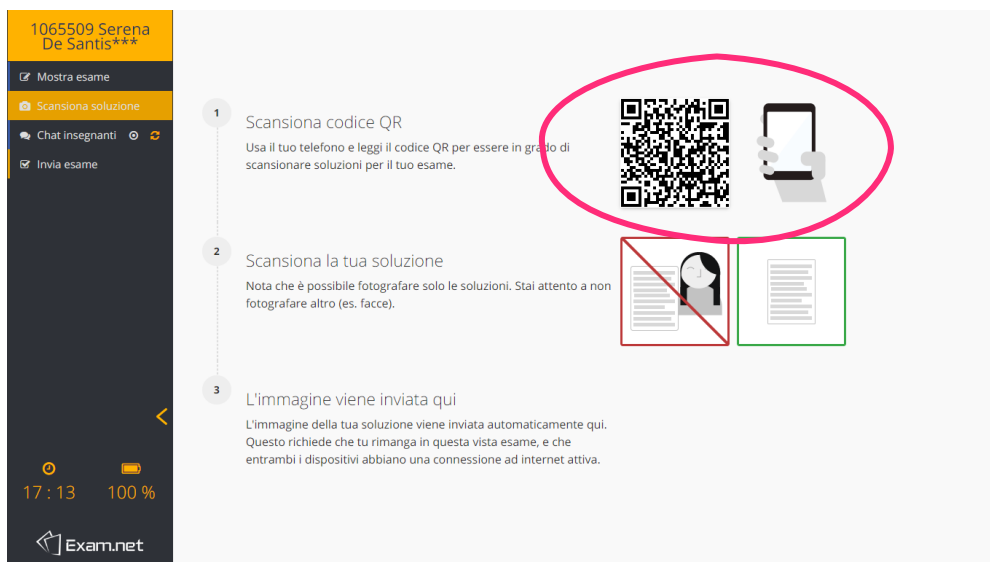 1065509 Serena
De Santis***
Mostra esame
Scansiona soluzione
Chat insegnanti
Invia esame
17 : 13
100 %
Exam.net
1
Scansiona codice QR
Usa il tuo telefono e leggi il codice QR per essere in grado di
scansionare soluzioni per il tuo esame.
2
Scansiona la tua soluzione
Nota che è possibile fotografare solo le soluzioni. Stai attento a non
fotografare altro (es. facce).
3
L'immagine viene inviata qui
L'immagine della tua soluzione viene inviata automaticamente qui.
Questo richiede che tu rimanga in questa vista esame, e che
entrambi i dispositivi abbiano una connessione ad internet attiva.